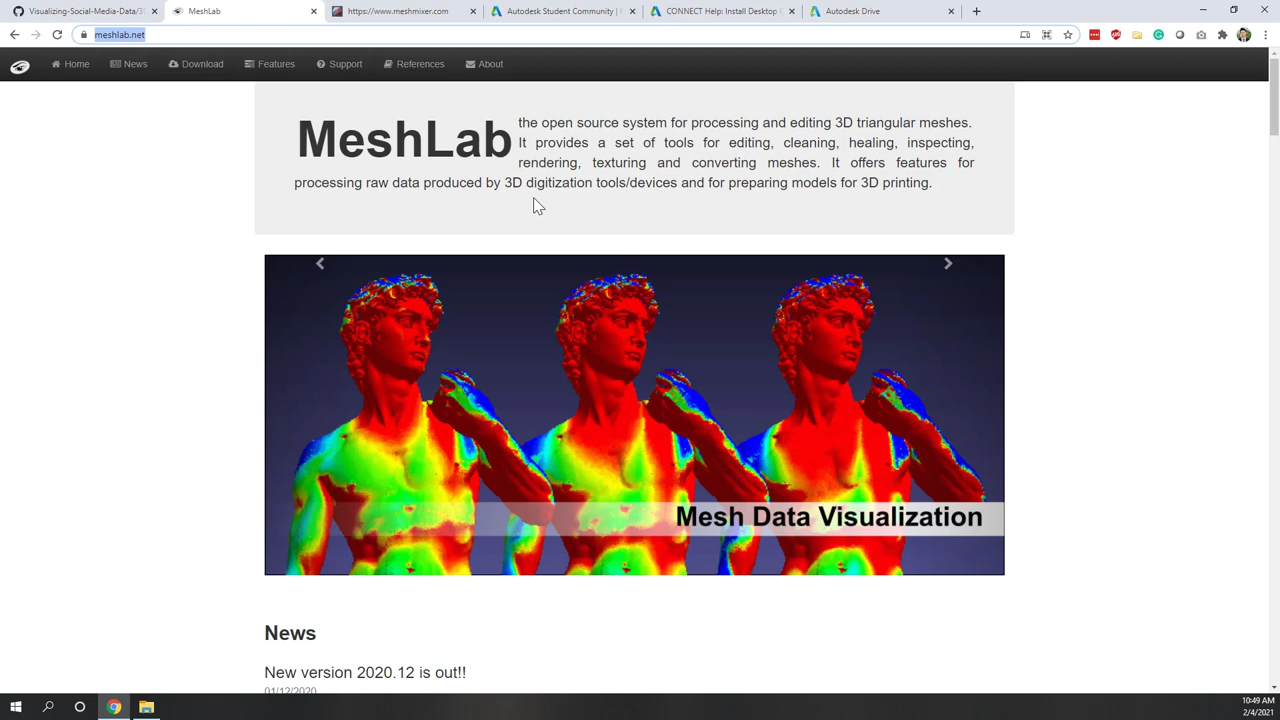 Visualizing-Social-Media-Data/3
MeshLab
https://www.meshmixer.com
Autodesk Student Community |
CONNECT Help: Install Desktop C
Autodesk Drive
meshlab.net
Home
News
Download
Features
Support
References
About
MeshLab
the open source system for processing and editing 3D triangular meshes.
It provides a set of tools for editing, cleaning, healing, inspecting,
rendering, texturing and converting meshes. It offers features for
processing raw data produced by 3D digitization tools/devices and for preparing models for 3D printing.
Mesh Data Visualization
News
New version 2020.12 is out!!
01/12/2020
10:49 AM
2/4/2021